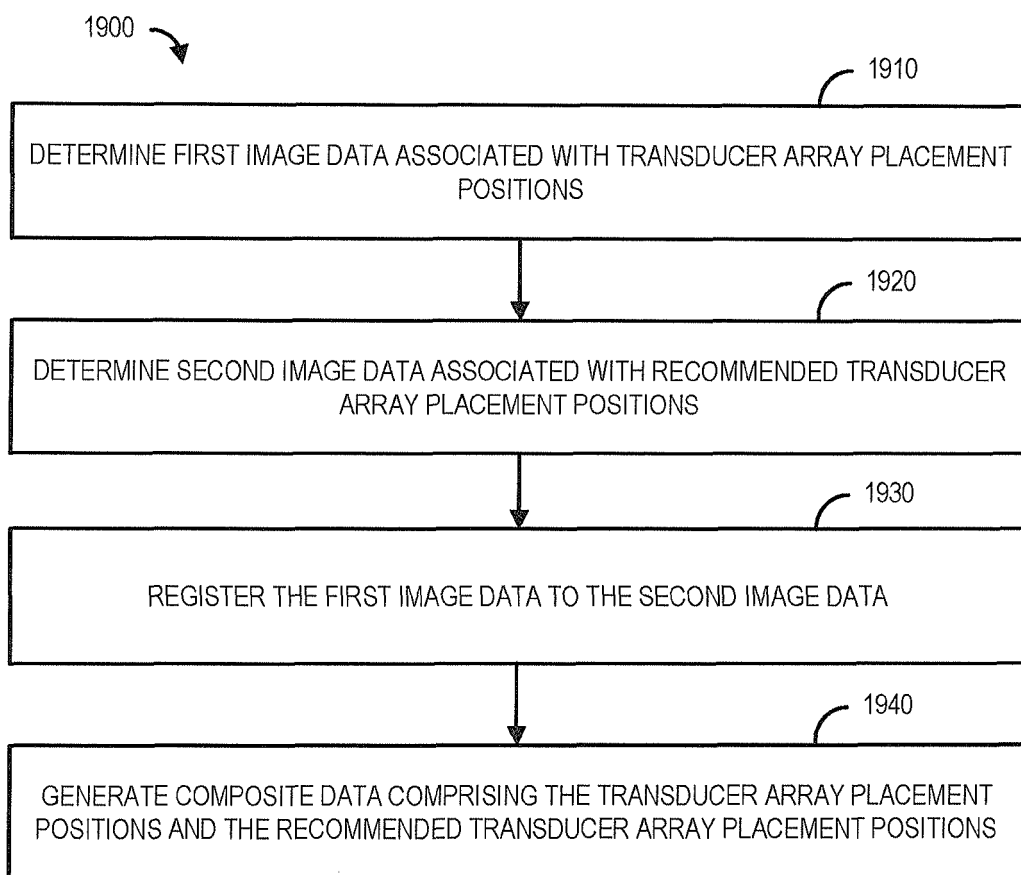 1900
1910
DETERMINE FIRST IMAGE DATA ASSOCIATED WITH TRANSDUCER ARRAY PLACEMENT
POSITIONS
1920
DETERMINE SECOND IMAGE DATA ASSOCIATED WITH RECOMMENDED TRANSDUCER
ARRAY PLACEMENT POSITIONS
1930
REGISTER THE FIRST IMAGE DATA TO THE SECOND IMAGE DATA
1940
GENERATE COMPOSITE DATA COMPRISING THE TRANSDUCER ARRAY PLACEMENT
POSITIONS AND THE RECOMMENDED TRANSDUCER ARRAY PLACEMENT POSITIONS